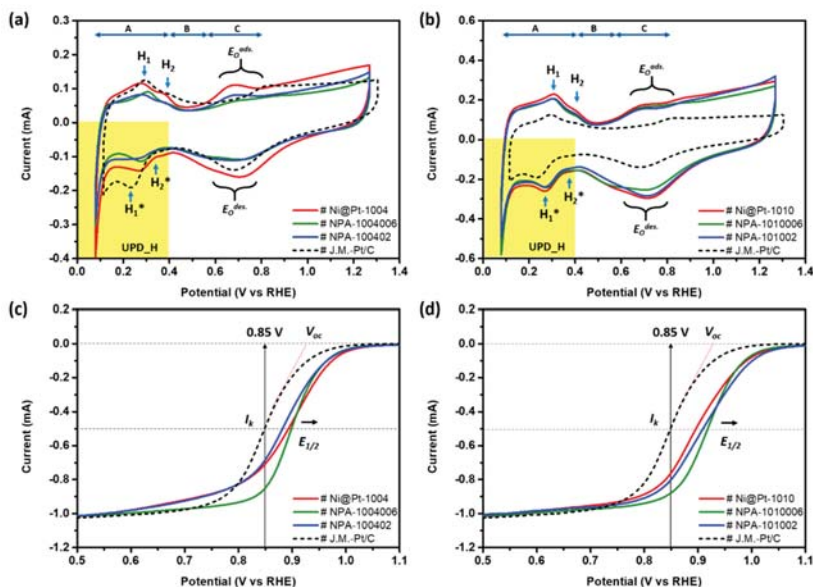 (a)
A B C
H1 H2 EO^ads.
H1* H2* EO^des.
UPD_H
# Ni@Pt-1004
# NPA-1004006
# NPA-100402
# J.M.-Pt/C
0.3
0.2
0.1
0.0
-0.1
-0.2
-0.3
-0.4
Current (mA)
0.0 0.2 0.4 0.6 0.8 1.0 1.2 1.4
Potential (V vs RHE)
(b)
A B C
H1 H2 EO^ads.
H1* H2* EO^des.
UPD_H
# Ni@Pt-1010
# NPA-1010006
# NPA-101002
# J.M.-Pt/C
0.6
0.4
0.2
0.0
-0.2
-0.4
-0.6
Current (mA)
0.0 0.2 0.4 0.6 0.8 1.0 1.2 1.4
Potential (V vs RHE)
(c)
0.85 V Voc
Ik
E1/2
# Ni@Pt-1004
# NPA-1004006
# NPA-100402
# J.M.-Pt/C
0.2
0.0
-0.2
-0.4
-0.6
-0.8
-1.0
-1.2
Current (mA)
0.5 0.6 0.7 0.8 0.9 1.0 1.1
Potential (V vs RHE)
(d)
0.85 V Voc
Ik
E1/2
# Ni@Pt-1010
# NPA-1010006
# NPA-101002
# J.M.-Pt/C
0.2
0.0
-0.2
-0.4
-0.6
-0.8
-1.0
-1.2
Current (mA)
0.5 0.6 0.7 0.8 0.9 1.0 1.1
Potential (V vs RHE)